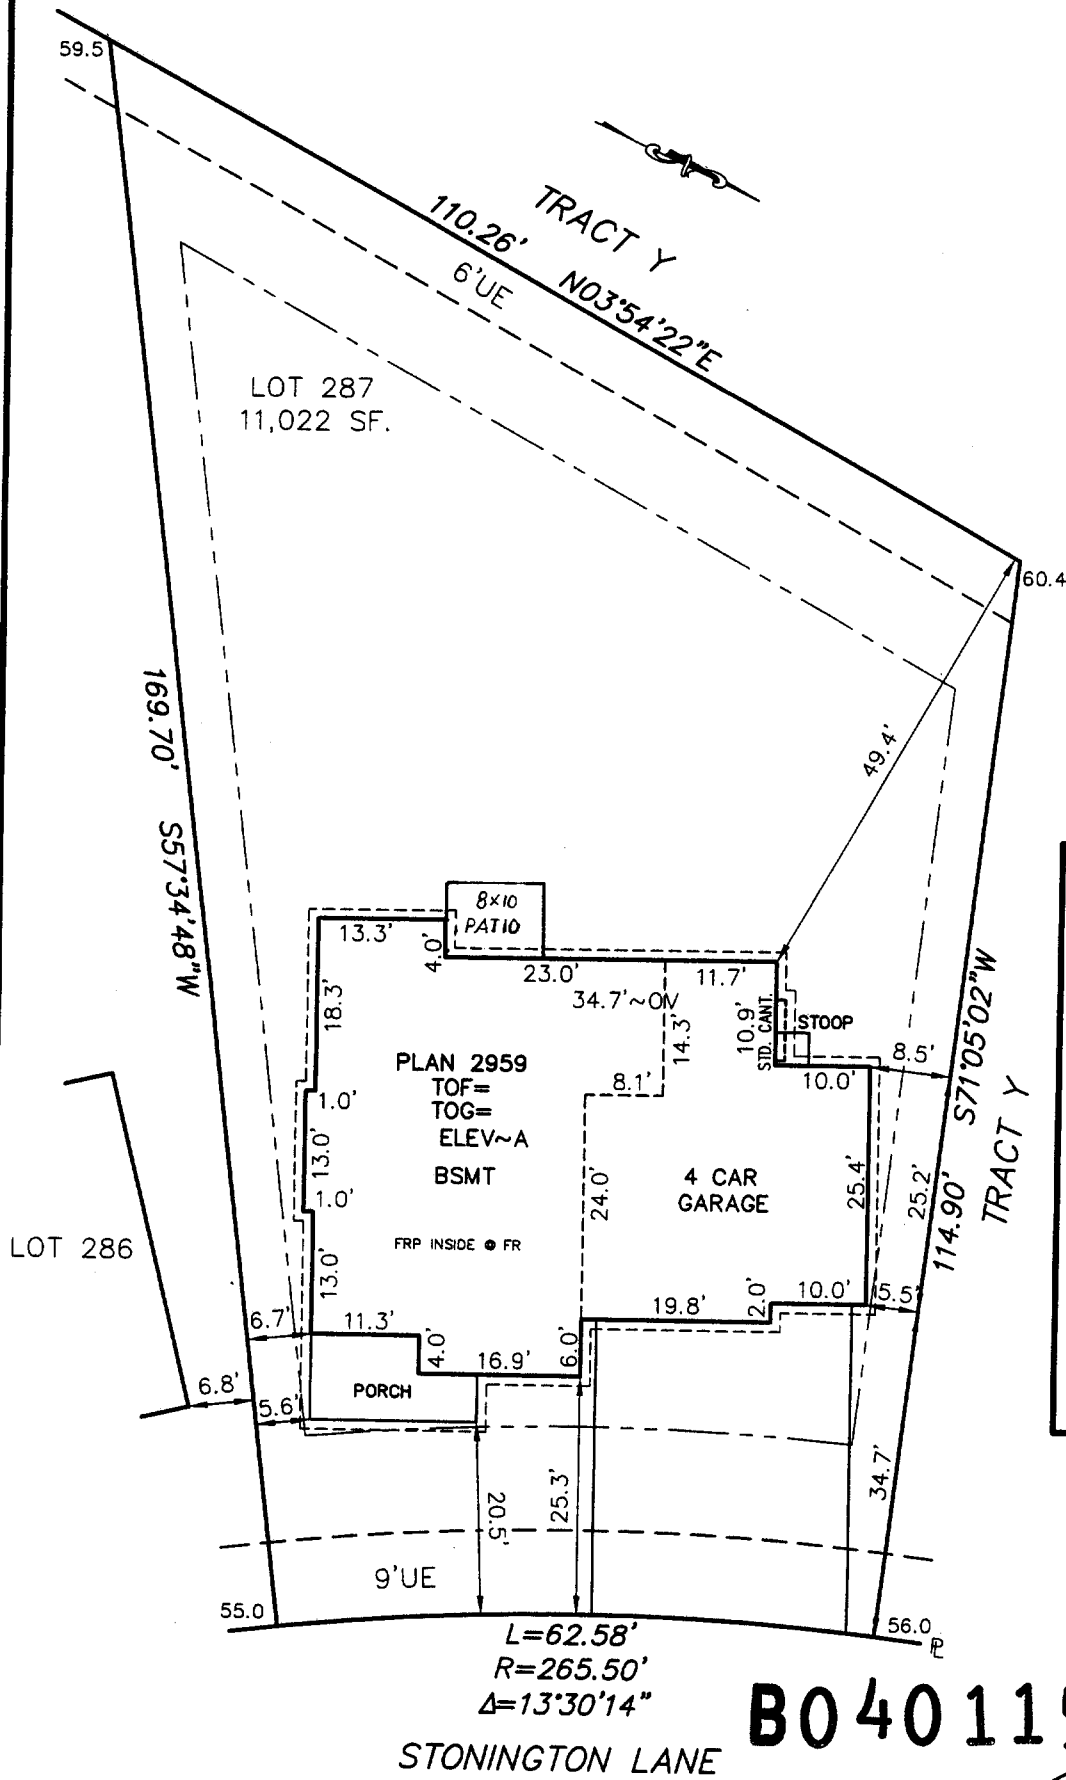 59.5
TRACT Y
110.26' N03°54'22"E
6'UE
LOT 287
11,022 SF.
60.4
169.70' S57°34'48"W
49.4'
8x10
PATIO
13.3'
4.0'
23.0'
11.7'
34.7'~OV
18.3'
14.3'
10.9'
STD. CANT.
STOOP
8.5'
S71°05'02"W
114.90'
TRACT Y
PLAN 2959
TOF=
TOG=
ELEV~A
BSMT
8.1'
10.0'
1.0'
13.0'
1.0'
24.0'
4 CAR
GARAGE
25.4'
25.2'
LOT 286
FRP INSIDE @ FR
13.0'
6.7'
11.3'
4.0'
16.9'
6.0'
19.8'
2.0'
10.0'
5.5'
PORCH
6.8'
5.6'
20.5'
25.3'
34.7'
9'UE
55.0
56.0
PL
L=62.58'
R=265.50'
Δ=13°30'14"
STONINGTON LANE
B040119